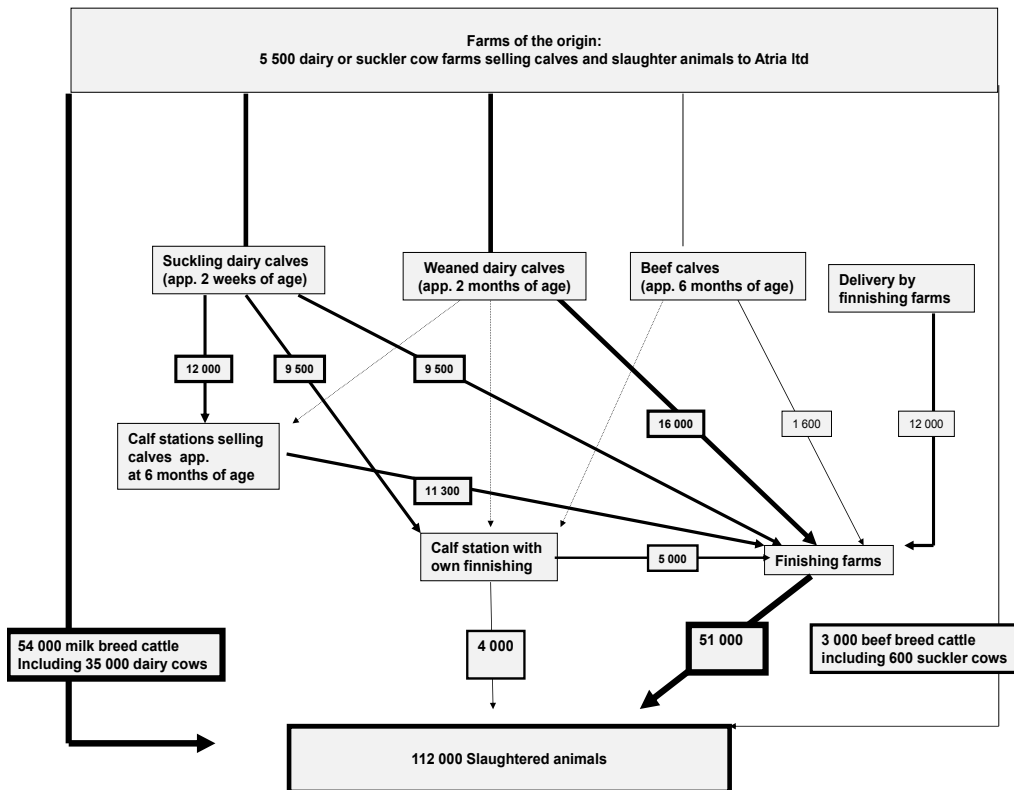 Farms of the origin:
5 500 dairy or suckler cow farms selling calves and slaughter animals to Atria ltd
Suckling dairy calves
(app. 2 weeks of age)
Weaned dairy calves
(app. 2 months of age)
Beef calves
(app. 6 months of age)
Delivery by
finnishing farms
12 000
9 500
9 500
16 000
1 600
12 000
Calf stations selling
calves app.
at 6 months of age
11 300
Calf station with
own finnishing
5 000
Finishing farms
54 000 milk breed cattle
Including 35 000 dairy cows
4 000
51 000
3 000 beef breed cattle
including 600 suckler cows
112 000 Slaughtered animals